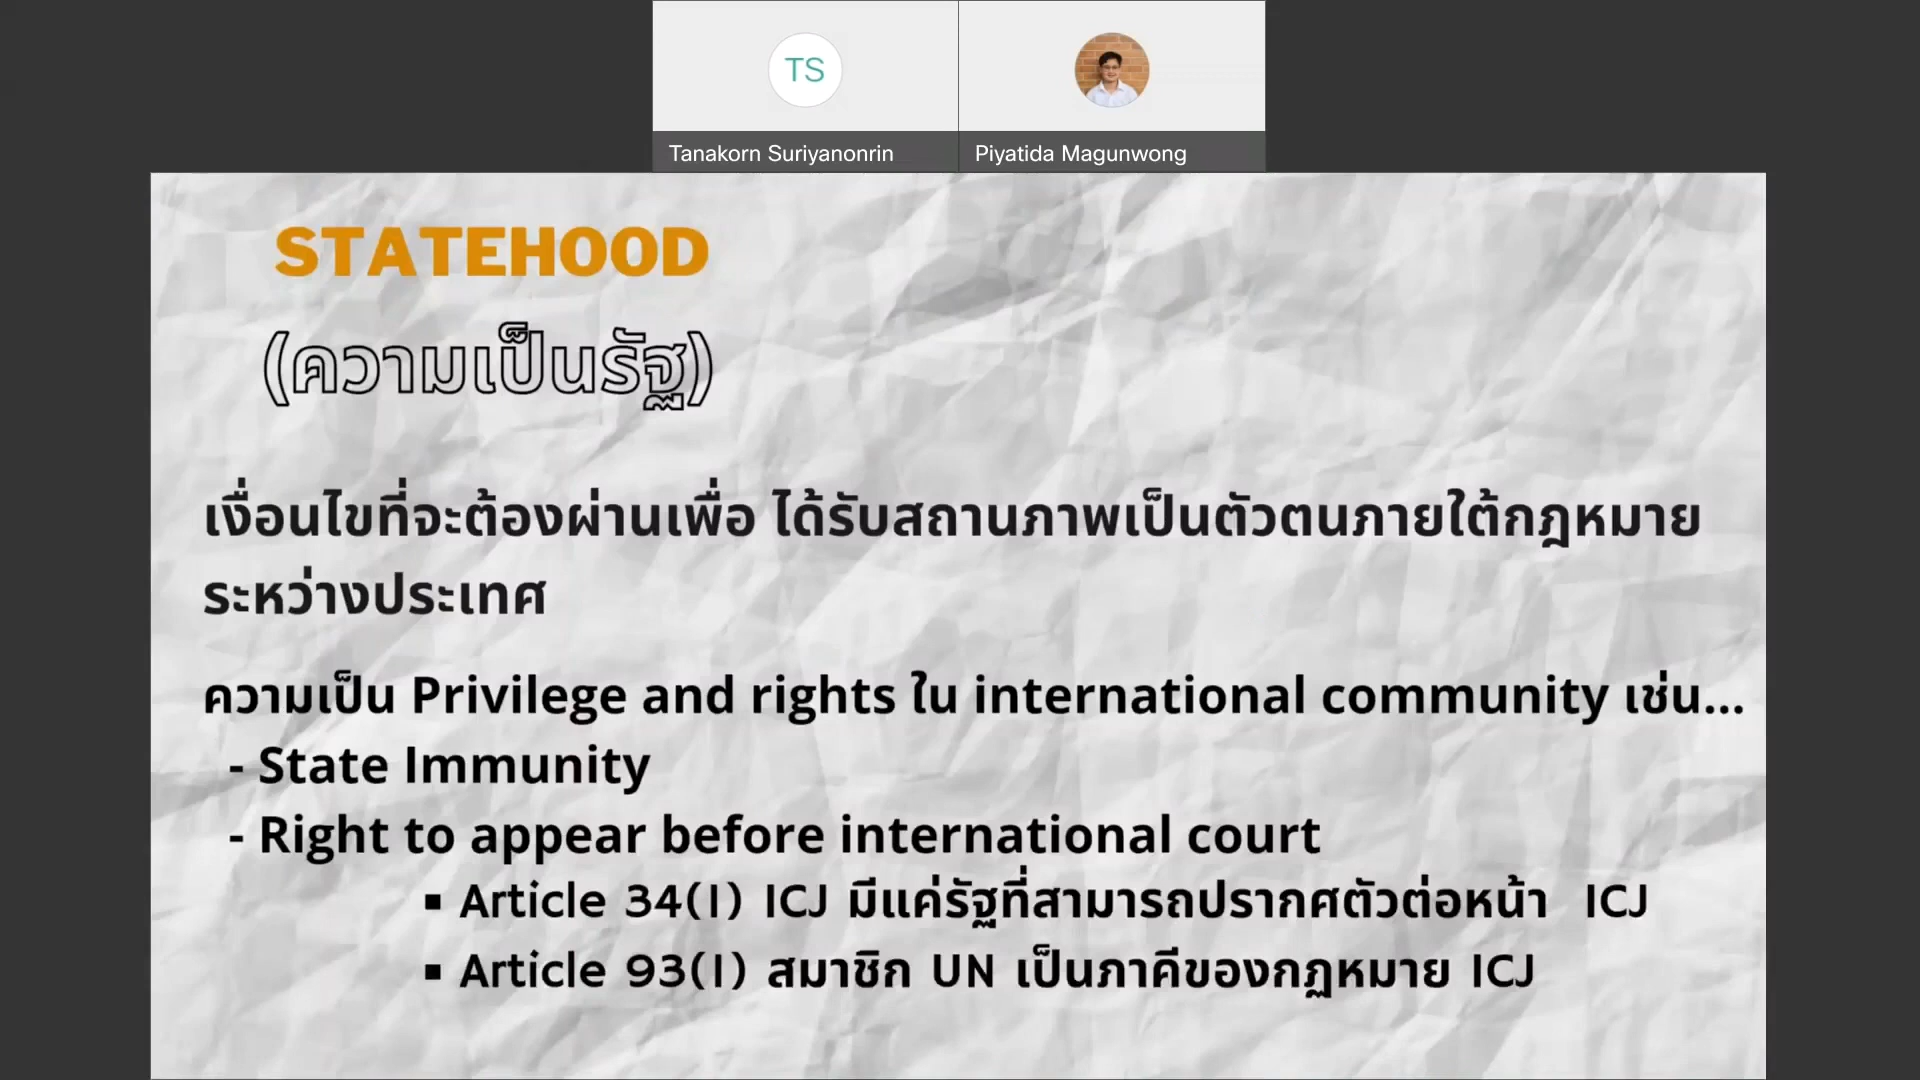 TS
Tanakorn Suriyanonrin
Piyatida Magunwong
STATEHOOD
(ความเป็นรัฐ)
เงื่อนไขที่จะต้องผ่านเพื่อ ได้รับสถานภาพเป็นตัวตนภายใต้กฎหมาย
ระหว่างประเทศ
ความเป็น Privilege and rights ใน international community เช่น...
- State Immunity
- Right to appear before international court
▪ Article 34(1) ICJ มีแค่รัฐที่สามารถปรากศตัวต่อหน้า ICJ
▪ Article 93(1) สมาชิก UN เป็นภาคีของกฏหมาย ICJ